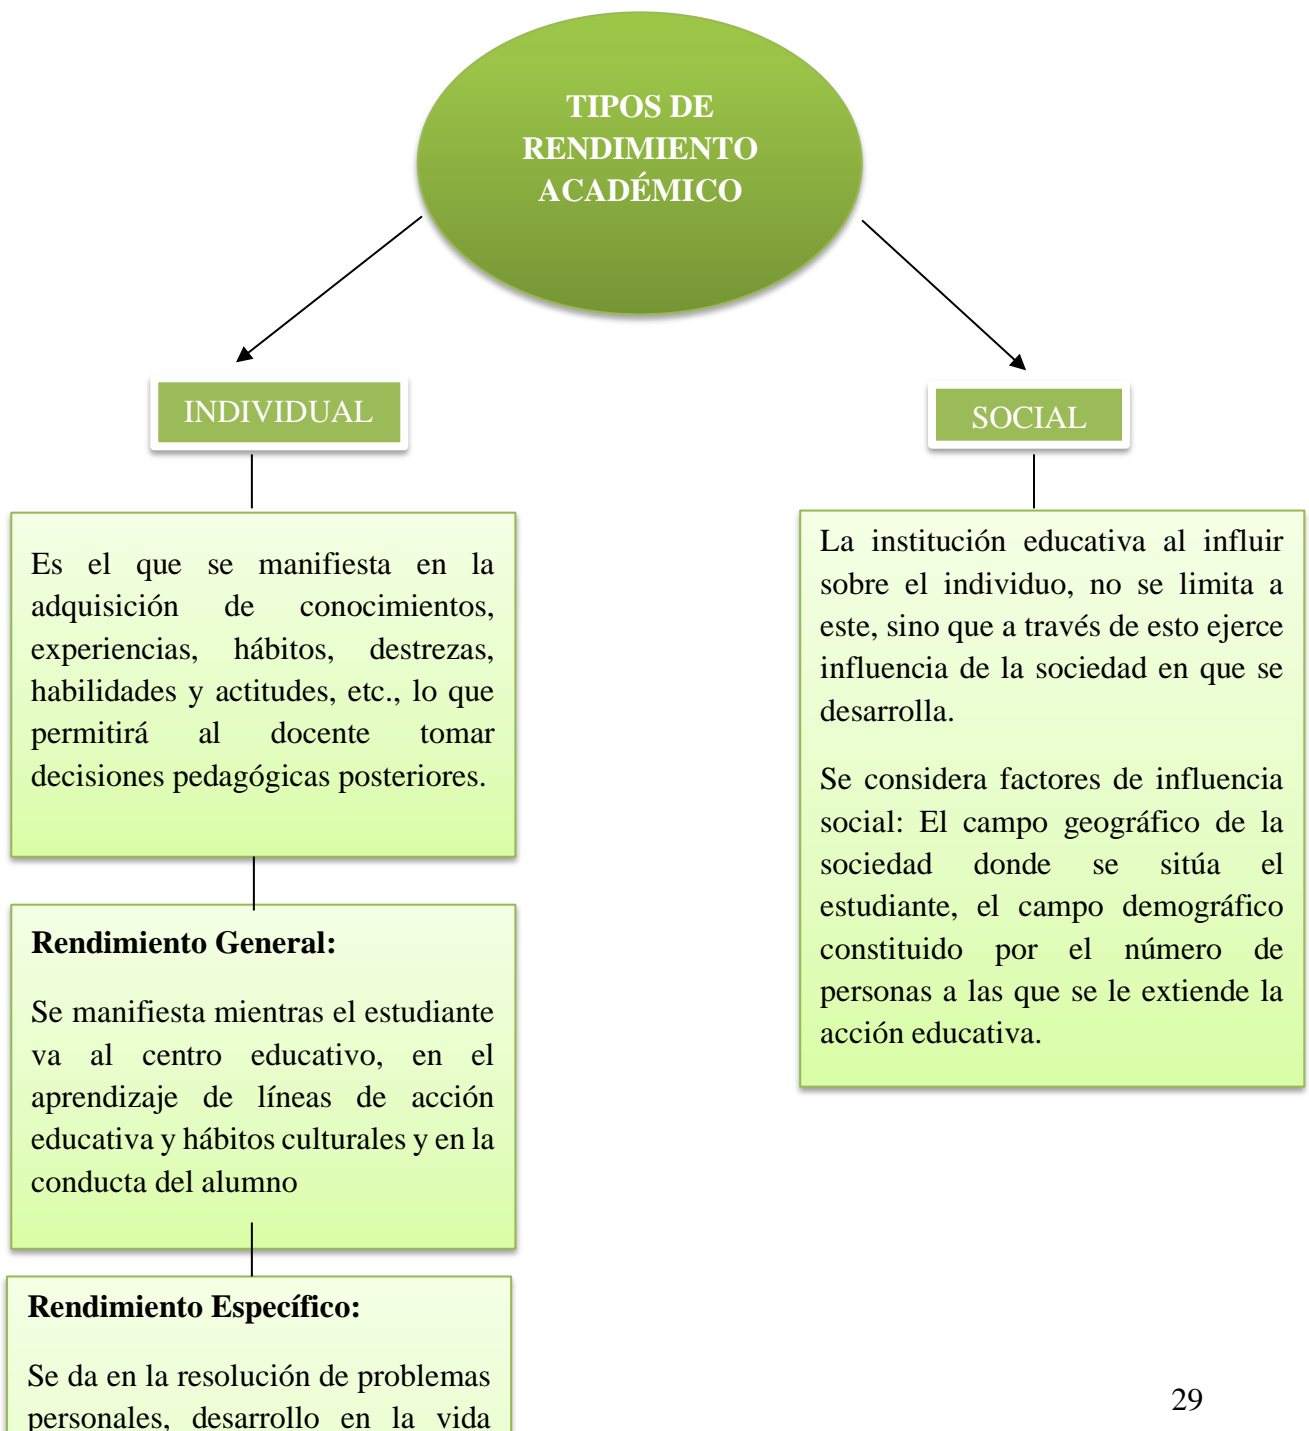 TIPOS DE
RENDIMIENTO
ACADÉMICO
INDIVIDUAL
Es el que se manifiesta en la
adquisición de conocimientos,
experiencias, hábitos, destrezas,
habilidades y actitudes, etc., lo que
permitirá al docente tomar
decisiones pedagógicas posteriores.
Rendimiento General:
Se manifiesta mientras el estudiante
va al centro educativo, en el
aprendizaje de líneas de acción
educativa y hábitos culturales y en la
conducta del alumno
Rendimiento Específico:
Se da en la resolución de problemas
personales, desarrollo en la vida
SOCIAL
La institución educativa al influir
sobre el individuo, no se limita a
este, sino que a través de esto ejerce
influencia de la sociedad en que se
desarrolla.
Se considera factores de influencia
social: El campo geográfico de la
sociedad donde se sitúa el
estudiante, el campo demográfico
constituido por el número de
personas a las que se le extiende la
acción educativa.
29